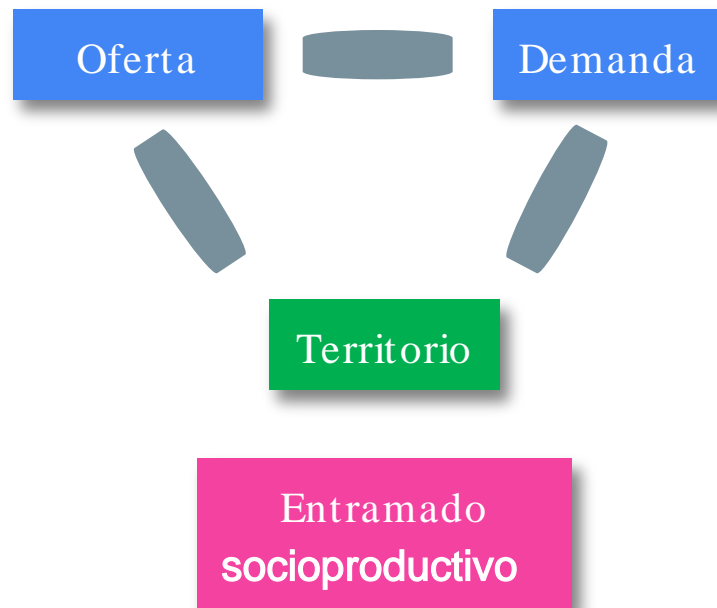 Oferta
Demanda
Territorio
Entramado
socioproductivo